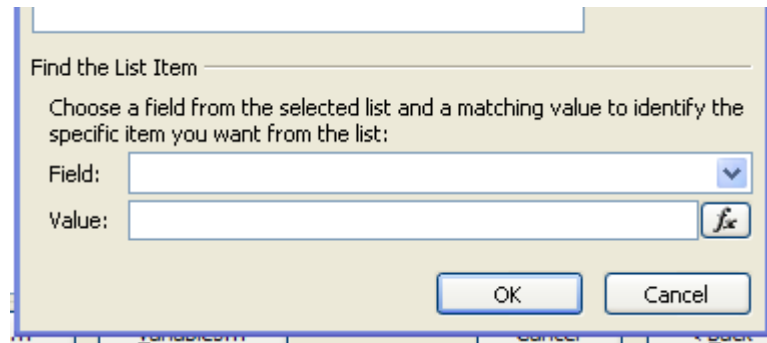 Find the List Item
Choose a field from the selected list and a matching value to identify the
specific item you want from the list:
Field:
Value:
fx
OK
Cancel